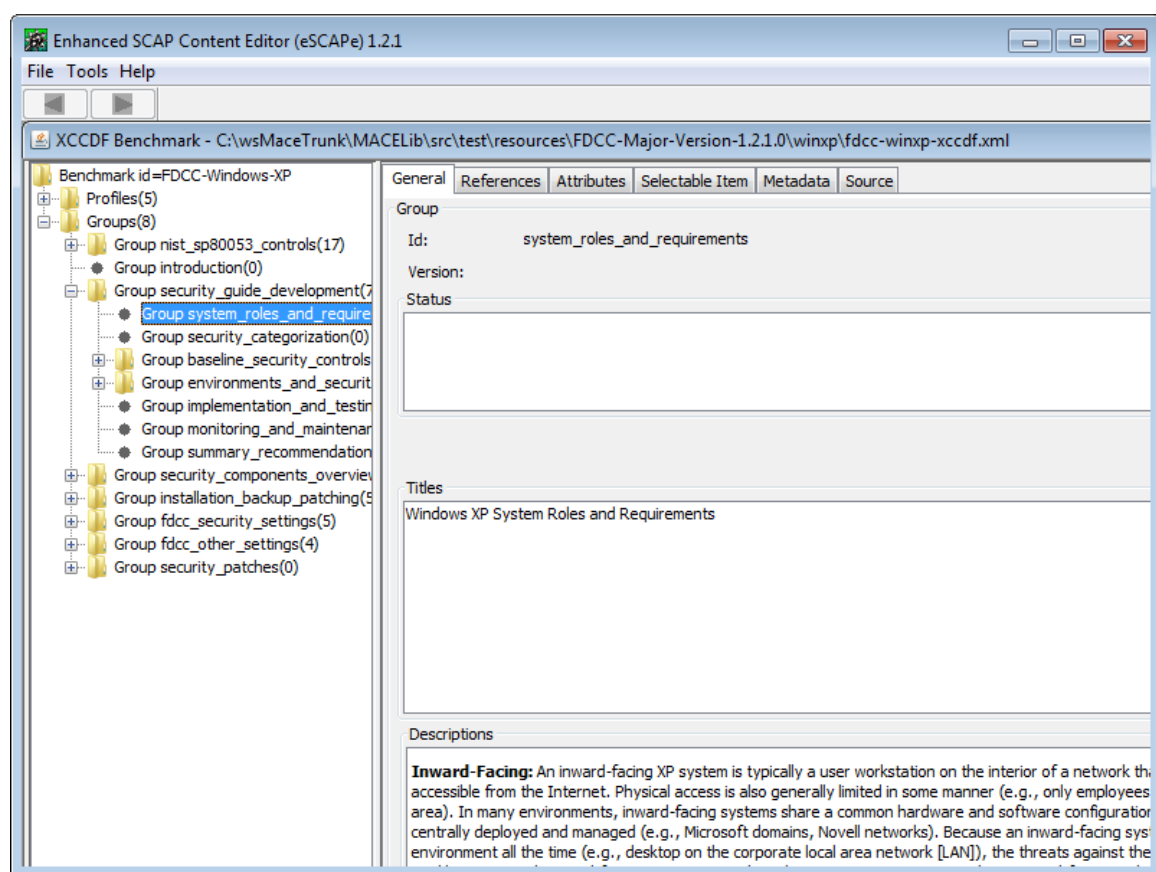 Enhanced SCAP Content Editor (eSCAPe) 1.2.1
File Tools Help
XCCDF Benchmark - C:\wsMaceTrunk\MACELib\src\test\resources\FDCC-Major-Version-1.2.1.0\winxp\fdcc-winxp-xccdf.xml
Benchmark id=FDCC-Windows-XP
Profiles(5)
Groups(8)
Group nist_sp80053_controls(17)
Group introduction(0)
Group security_guide_development(7
Group system_roles_and_require
Group security_categorization(0)
Group baseline_security_controls
Group environments_and_securit
Group implementation_and_testin
Group monitoring_and_maintenan
Group summary_recommendation
Group security_components_overview
Group installation_backup_patching(5
Group fdcc_security_settings(5)
Group fdcc_other_settings(4)
Group security_patches(0)
General References Attributes Selectable Item Metadata Source
Group
Id: system_roles_and_requirements
Version:
Status
Titles
Windows XP System Roles and Requirements
Descriptions
Inward-Facing: An inward-facing XP system is typically a user workstation on the interior of a network tha
accessible from the Internet. Physical access is also generally limited in some manner (e.g., only employees
area). In many environments, inward-facing systems share a common hardware and software configuration
centrally deployed and managed (e.g., Microsoft domains, Novell networks). Because an inward-facing syst
environment all the time (e.g., desktop on the corporate local area network [LAN]), the threats against the